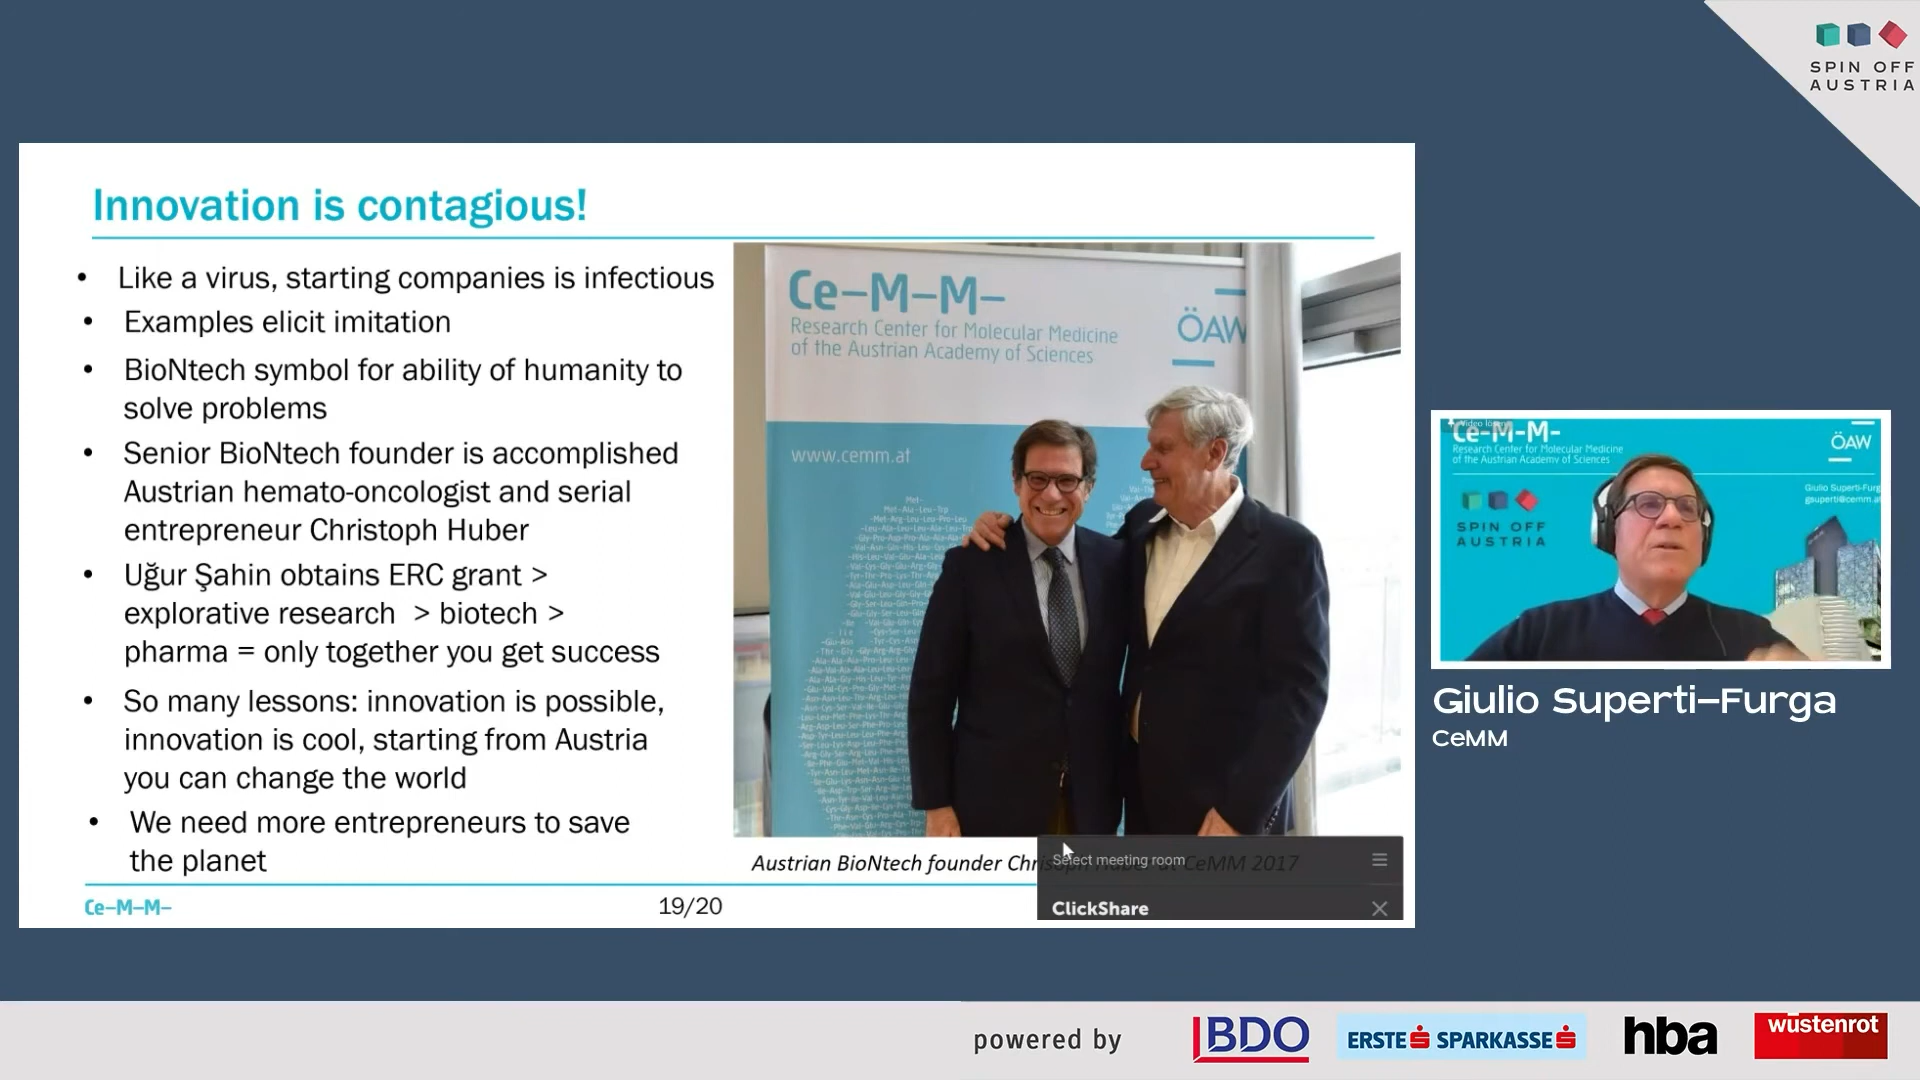 SPIN OFF
AUSTRIA
Innovation is contagious!
• Like a virus, starting companies is infectious
• Examples elicit imitation
• BioNtech symbol for ability of humanity to
solve problems
• Senior BioNtech founder is accomplished
Austrian hemato-oncologist and serial
entrepreneur Christoph Huber
• Uğur Şahin obtains ERC grant >
explorative research > biotech >
pharma = only together you get success
• So many lessons: innovation is possible,
innovation is cool, starting from Austria
you can change the world
• We need more entrepreneurs to save
the planet
Ce–M–M–
Research Center for Molecular Medicine
of the Austrian Academy of Sciences
ÖAW
www.cemm.at
Austrian BioNtech founder at CeMM 2017
Select meeting room
ClickShare
Ce–M–M–
19/20
Ce–M–M–
Research Center for Molecular Medicine
of the Austrian Academy of Sciences
ÖAW
Giulio Superti-Furg
gsuperti@cemm.a
SPIN OFF
AUSTRIA
Giulio Superti–Furga
CeMM
powered by
BDO
ERSTE SPARKASSE
hba
wüstenrot